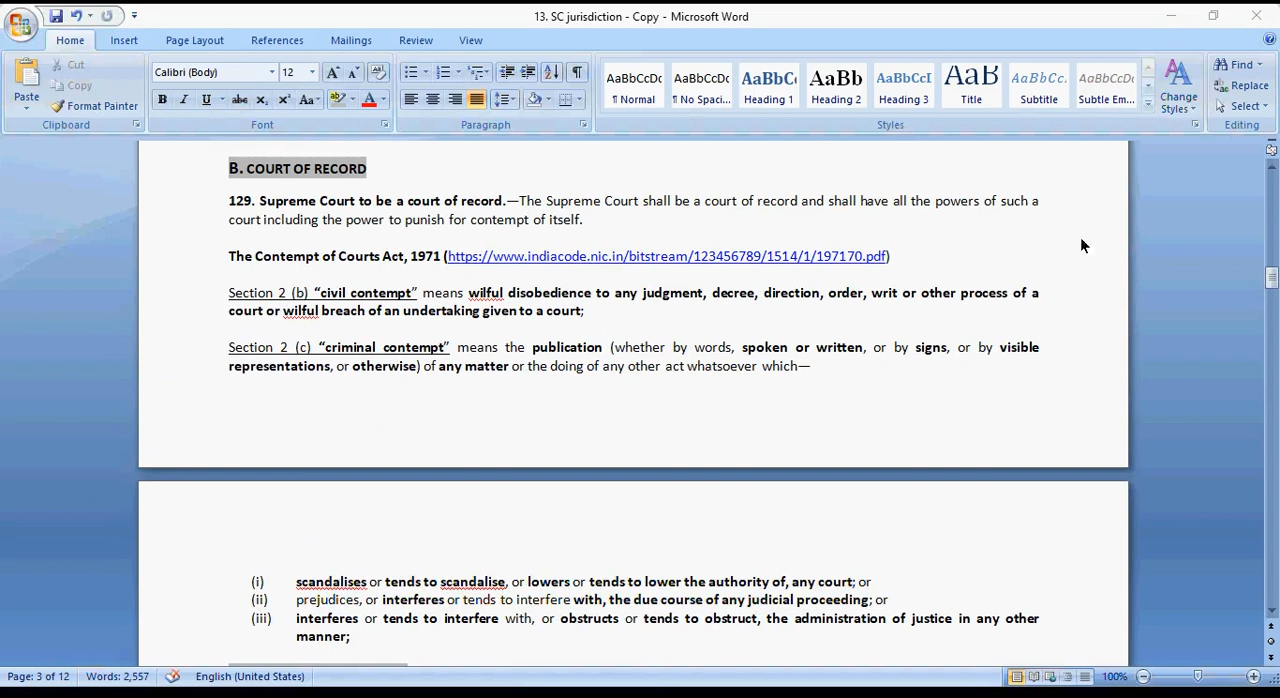 13. SC jurisdiction - Copy - Microsoft Word
Home Insert Page Layout References Mailings Review View
Paste Cut Copy Format Painter
Clipboard
Calibri (Body) 12
Font
Paragraph
AaBbCcDc AaBbCcDc AaBbC AaBb AaBbCcI AaB AaBbCc. AaBbCcDc
¶ Normal ¶ No Spaci... Heading 1 Heading 2 Heading 3 Title Subtitle Subtle Em...
Change Styles
Styles
Find Replace Select
Editing
B. COURT OF RECORD
129. Supreme Court to be a court of record.—The Supreme Court shall be a court of record and shall have all the powers of such a
court including the power to punish for contempt of itself.
The Contempt of Courts Act, 1971 (https://www.indiacode.nic.in/bitstream/123456789/1514/1/197170.pdf)
Section 2 (b) “civil contempt” means wilful disobedience to any judgment, decree, direction, order, writ or other process of a
court or wilful breach of an undertaking given to a court;
Section 2 (c) “criminal contempt” means the publication (whether by words, spoken or written, or by signs, or by visible
representations, or otherwise) of any matter or the doing of any other act whatsoever which—
(i) scandalises or tends to scandalise, or lowers or tends to lower the authority of, any court; or
(ii) prejudices, or interferes or tends to interfere with, the due course of any judicial proceeding; or
(iii) interferes or tends to interfere with, or obstructs or tends to obstruct, the administration of justice in any other
manner;
Page: 3 of 12 Words: 2,557 English (United States) 100%